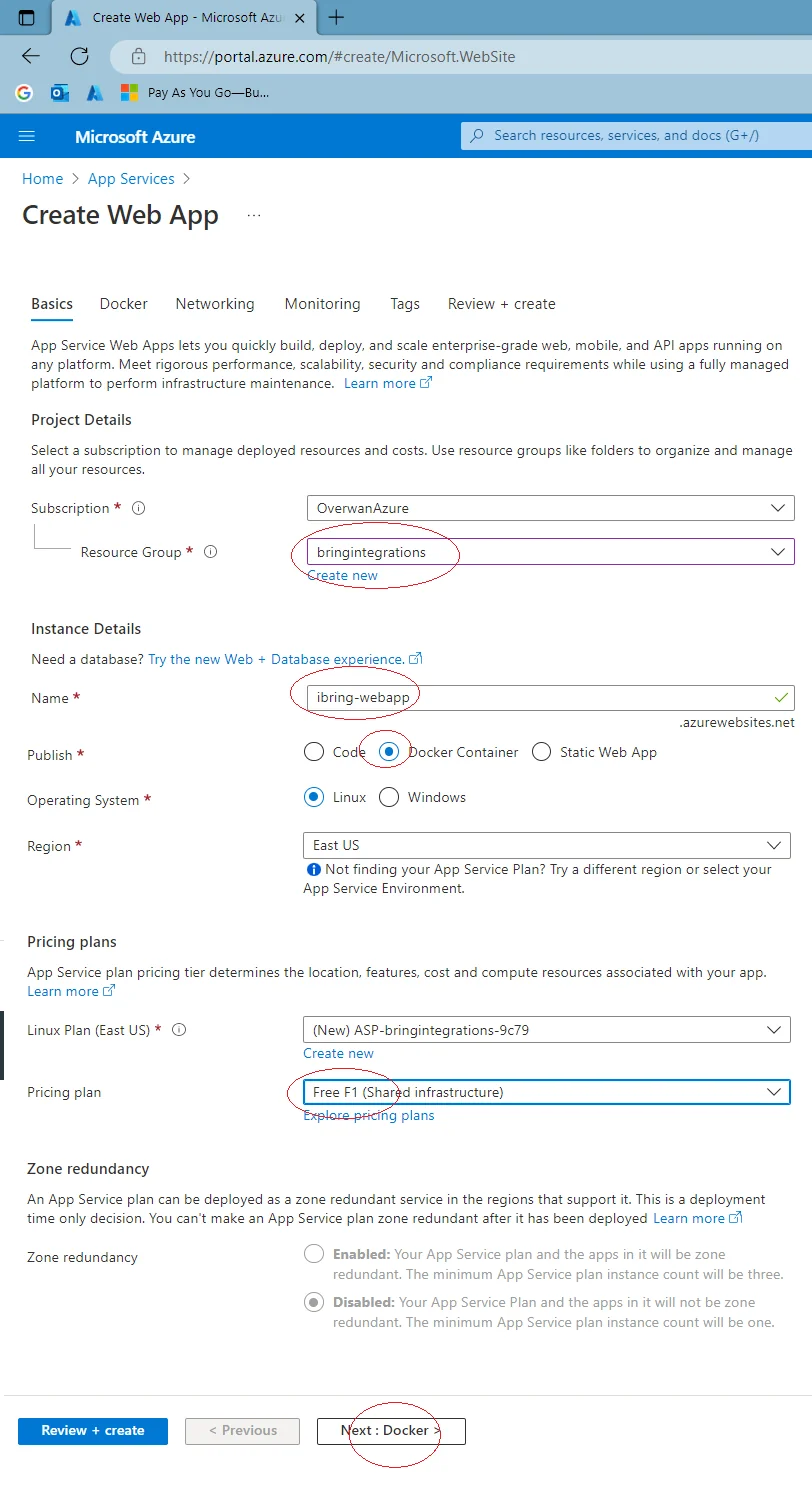 Create Web App - Microsoft Azu
https://portal.azure.com/#create/Microsoft.WebSite
Pay As You Go—Bu...
Microsoft Azure
Search resources, services, and docs (G+/)
Home > App Services >
Create Web App ...
Basics Docker Networking Monitoring Tags Review + create
App Service Web Apps lets you quickly build, deploy, and scale enterprise-grade web, mobile, and API apps running on
any platform. Meet rigorous performance, scalability, security and compliance requirements while using a fully managed
platform to perform infrastructure maintenance. Learn more
Project Details
Select a subscription to manage deployed resources and costs. Use resource groups like folders to organize and manage
all your resources.
Subscription * OverwanAzure
Resource Group * bringintegrations
Create new
Instance Details
Need a database? Try the new Web + Database experience.
Name * ibring-webapp
.azurewebsites.net
Publish * Code Docker Container Static Web App
Operating System * Linux Windows
Region * East US
Not finding your App Service Plan? Try a different region or select your
App Service Environment.
Pricing plans
App Service plan pricing tier determines the location, features, cost and compute resources associated with your app.
Learn more
Linux Plan (East US) * (New) ASP-bringintegrations-9c79
Create new
Pricing plan Free F1 (Shared infrastructure)
Explore pricing plans
Zone redundancy
An App Service plan can be deployed as a zone redundant service in the regions that support it. This is a deployment
time only decision. You can't make an App Service plan zone redundant after it has been deployed Learn more
Zone redundancy Enabled: Your App Service plan and the apps in it will be zone
redundant. The minimum App Service plan instance count will be three.
Disabled: Your App Service Plan and the apps in it will not be zone
redundant. The minimum App Service plan instance count will be one.
Review + create < Previous Next : Docker >